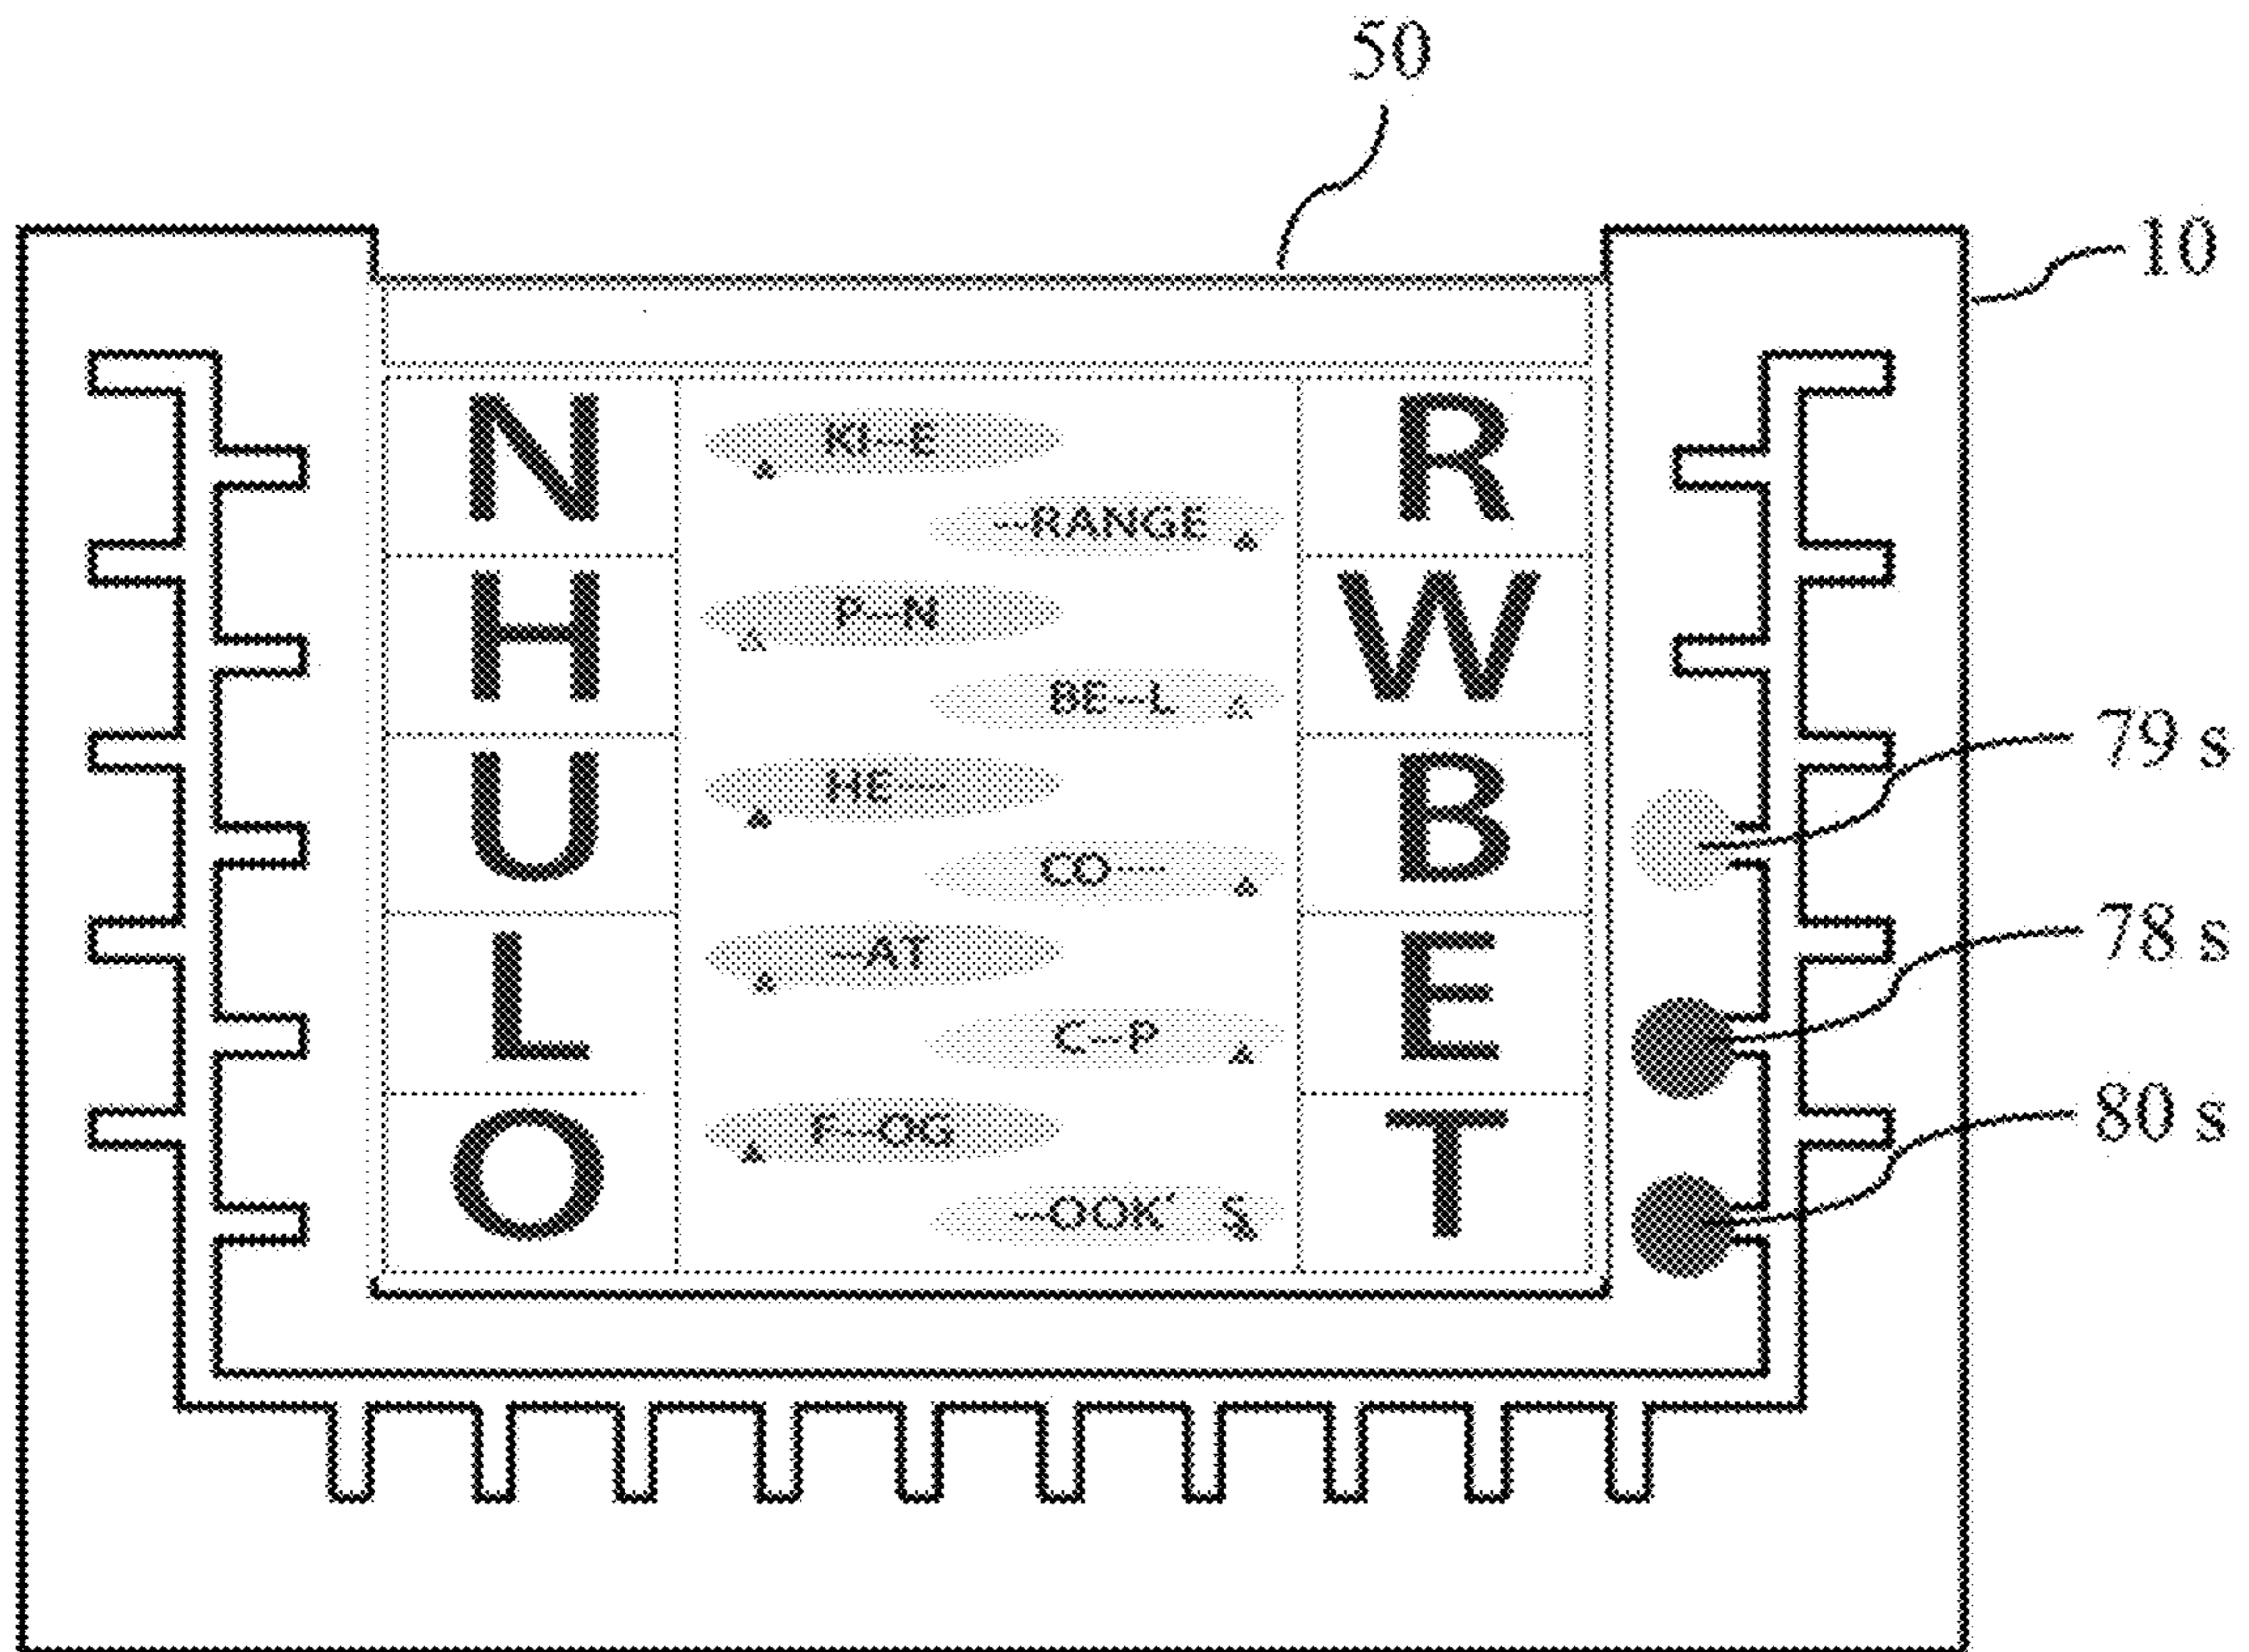 50
10
N KI---E R
---RANGE
H P---N W
BE---L
U HE---- B
79 s
CO----
L ---AT E
78 s
C---P
O F---OG T
80 s
---OOK' S